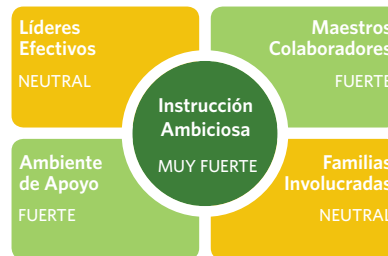 Líderes
Efectivos
NEUTRAL
Maestros
Colaboradores
FUERTE
Instrucción
Ambiciosa
MUY FUERTE
Ambiente
de Apoyo
FUERTE
Familias
Involucradas
NEUTRAL